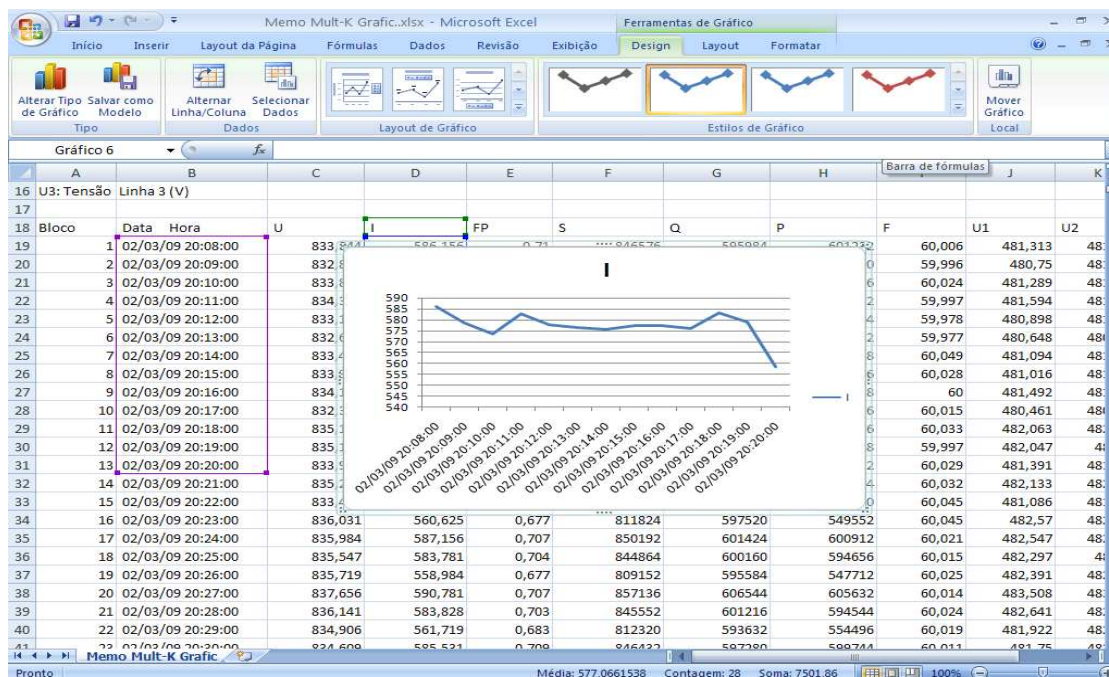 Memo Mult-K Grafic..xlsx - Microsoft Excel
Ferramentas de Gráfico
Início Inserir Layout da Página Fórmulas Dados Revisão Exibição Design Layout Formatar
Alterar Tipo de Gráfico
Salvar como Modelo
Alternar Linha/Coluna
Selecionar Dados
Mover Gráfico
Tipo Dados Layout de Gráfico Estilos de Gráfico Local
Gráfico 6 fx
Barra de fórmulas
A B C D E F G H J K
16 U3: Tensão Linha 3 (V)
17
18 Bloco Data Hora U I FP S Q P F U1 U2
19 1 02/03/09 20:08:00 60,006 481,313
20 2 02/03/09 20:09:00 59,996 480,75
21 3 02/03/09 20:10:00 60,024 481,289
22 4 02/03/09 20:11:00 59,997 481,594
23 5 02/03/09 20:12:00 59,978 480,898
24 6 02/03/09 20:13:00 59,977 480,648
25 7 02/03/09 20:14:00 60,049 481,094
26 8 02/03/09 20:15:00 60,028 481,016
27 9 02/03/09 20:16:00 60 481,492
28 10 02/03/09 20:17:00 60,015 480,461
29 11 02/03/09 20:18:00 60,033 482,063
30 12 02/03/09 20:19:00 59,997 482,047
31 13 02/03/09 20:20:00 60,029 481,391
32 14 02/03/09 20:21:00 60,032 482,133
33 15 02/03/09 20:22:00 60,045 481,086
34 16 02/03/09 20:23:00 836,031 560,625 0,677 811824 597520 549552 60,045 482,57
35 17 02/03/09 20:24:00 835,984 587,156 0,707 850192 601424 600912 60,021 482,547
36 18 02/03/09 20:25:00 835,547 583,781 0,704 844864 600160 594656 60,015 482,297
37 19 02/03/09 20:26:00 835,719 558,984 0,677 809152 595584 547712 60,025 482,391
38 20 02/03/09 20:27:00 837,656 590,781 0,707 857136 606544 605632 60,014 483,508
39 21 02/03/09 20:28:00 836,141 583,828 0,703 845552 601216 594544 60,024 482,641
40 22 02/03/09 20:29:00 834,906 561,719 0,683 812320 593632 554496 60,019 481,922
I
590
585
580
575
570
565
560
555
550
545
540
02/03/09 20:08:00
02/03/09 20:09:00
02/03/09 20:10:00
02/03/09 20:11:00
02/03/09 20:12:00
02/03/09 20:13:00
02/03/09 20:14:00
02/03/09 20:15:00
02/03/09 20:16:00
02/03/09 20:17:00
02/03/09 20:18:00
02/03/09 20:19:00
02/03/09 20:20:00
I
Memo Mult-K Grafic
Pronto Média: 577,0661538 Contagem: 28 Soma: 7501,86 100%